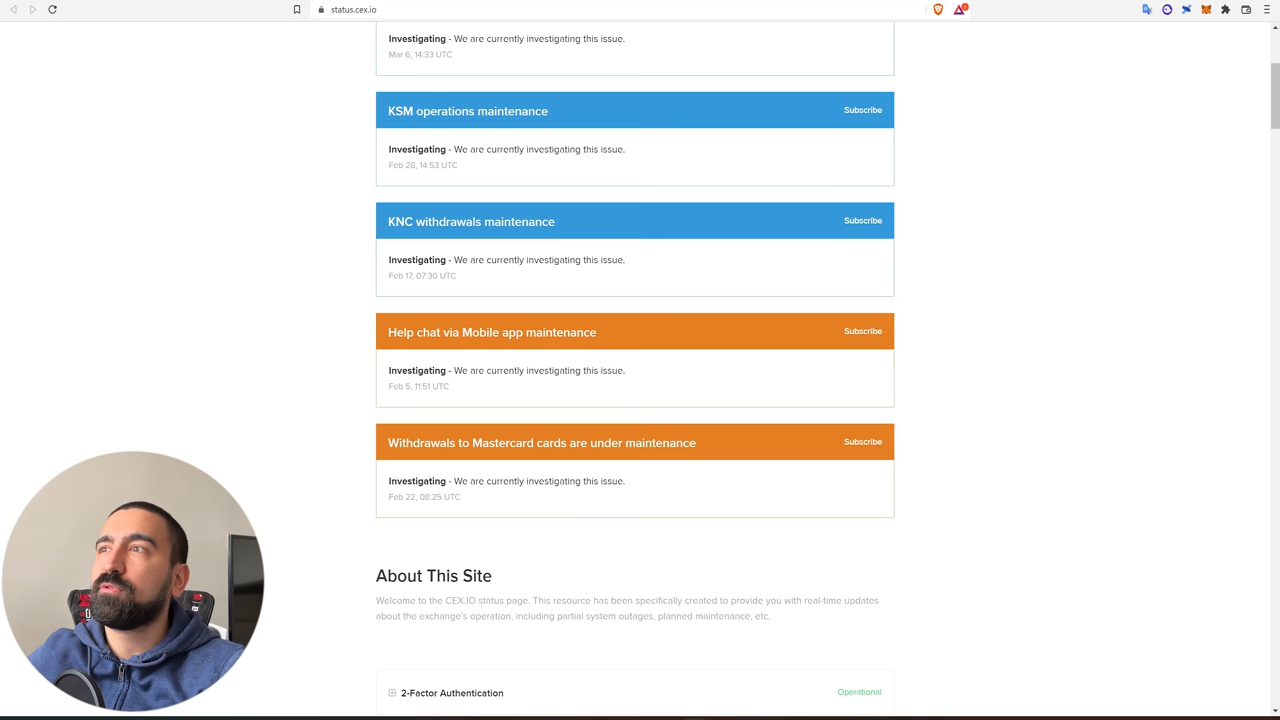 status.cex.io
Investigating - We are currently investigating this issue.
Mar 6, 14:33 UTC
KSM operations maintenance
Subscribe
Investigating - We are currently investigating this issue.
Feb 28, 14:53 UTC
KNC withdrawals maintenance
Subscribe
Investigating - We are currently investigating this issue.
Feb 17, 07:30 UTC
Help chat via Mobile app maintenance
Subscribe
Investigating - We are currently investigating this issue.
Feb 5, 11:51 UTC
Withdrawals to Mastercard cards are under maintenance
Subscribe
Investigating - We are currently investigating this issue.
Feb 22, 08:25 UTC
About This Site
Welcome to the CEX.IO status page. This resource has been specifically created to provide you with real-time updates
about the exchange's operation, including partial system outages, planned maintenance, etc.
2-Factor Authentication
Operational